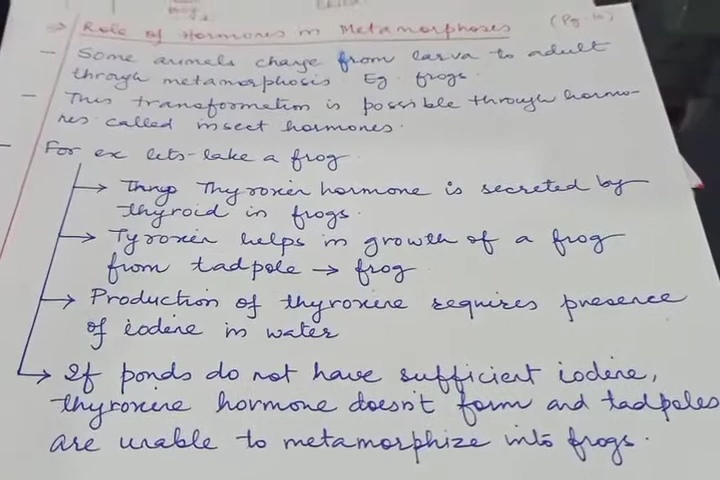 → Role of Hormones in Metamorphoses (Pg. 10)
- Some animals change from larva to adult
through metamorphosis. Eg. frogs.
- This transformation is possible through hormo-
nes called insect hormones.
- For ex lets take a frog
→ Thryo Thyroxin hormone is secreted by
thyroid in frogs.
→ Tyroxin helps in growth of a frog
from tadpole → frog
→ Production of thyroxine requires presence
of iodine in water
→ If ponds do not have sufficient iodine,
thyroxine hormone doesn't form and tadpoles
are unable to metamorphize into frogs.